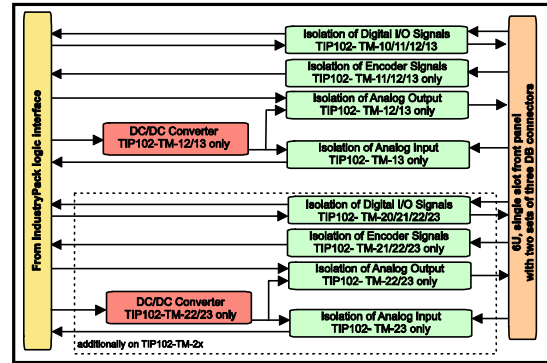 From IndustryPack logic interface
Isolation of Digital I/O Signals
TIP102- TM-10/11/12/13
Isolation of Encoder Signals
TIP102- TM-11/12/13 only
Isolation of Analog Output
TIP102- TM-12/13 only
DC/DC Converter
TIP102-TM-12/13 only
Isolation of Analog Input
TIP102- TM-13 only
Isolation of Digital I/O Signals
TIP102- TM-20/21/22/23
Isolation of Encoder Signals
TIP102- TM-21/22/23 only
Isolation of Analog Output
TIP102- TM-22/23 only
DC/DC Converter
TIP102-TM-22/23 only
Isolation of Analog Input
TIP102- TM-23 only
additionally on TIP102-TM-2x
6U, single slot front panel
with two sets of three DB connectors